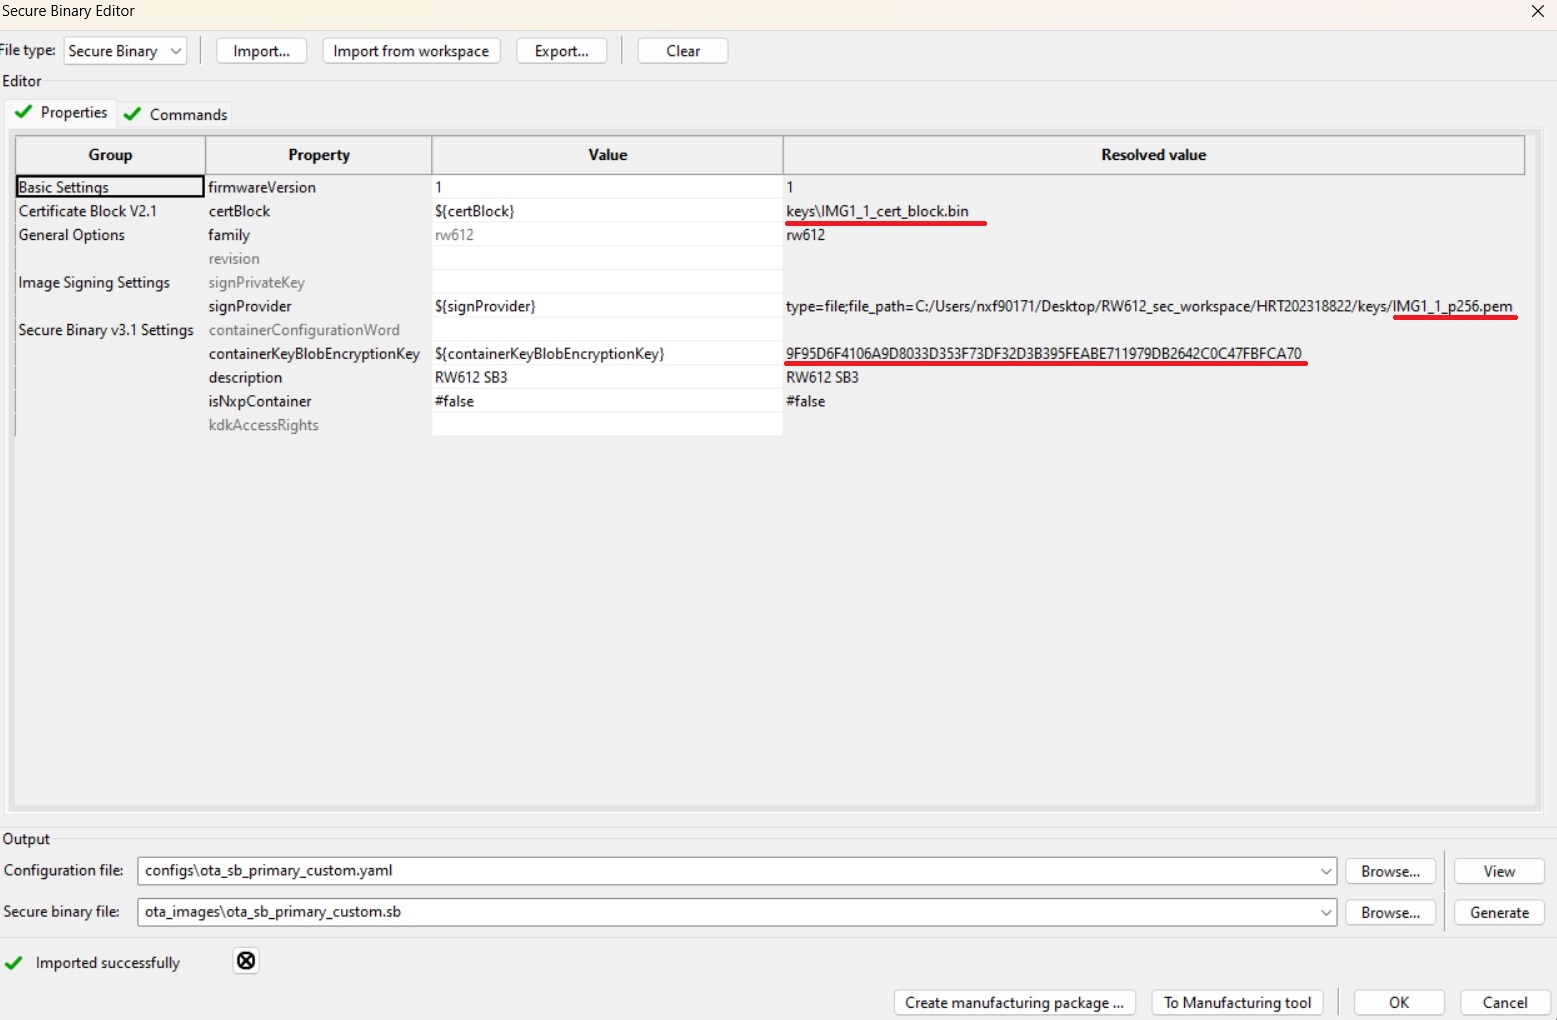 Secure Binary Editor
File type: Secure Binary Import... Import from workspace Export... Clear
Editor
Properties Commands
Group Property Value Resolved value
Basic Settings firmwareVersion 1 1
Certificate Block V2.1 certBlock ${certBlock} keys\IMG1_1_cert_block.bin
General Options family rw612 rw612
revision
Image Signing Settings signPrivateKey
signProvider ${signProvider} type=file;file_path=C:/Users/nxf90171/Desktop/RW612_sec_workspace/HRT202318822/keys/IMG1_1_p256.pem
Secure Binary v3.1 Settings containerConfigurationWord
containerKeyBlobEncryptionKey ${containerKeyBlobEncryptionKey} 9F95D6F4106A9D8033D353F73DF32D3B395FEABE711979DB2642C0C47FBFCA70
description RW612 SB3 RW612 SB3
isNxpContainer #false #false
kdkAccessRights
Output
Configuration file: configs\ota_sb_primary_custom.yaml Browse... View
Secure binary file: ota_images\ota_sb_primary_custom.sb Browse... Generate
Imported successfully
Create manufacturing package ... To Manufacturing tool OK Cancel